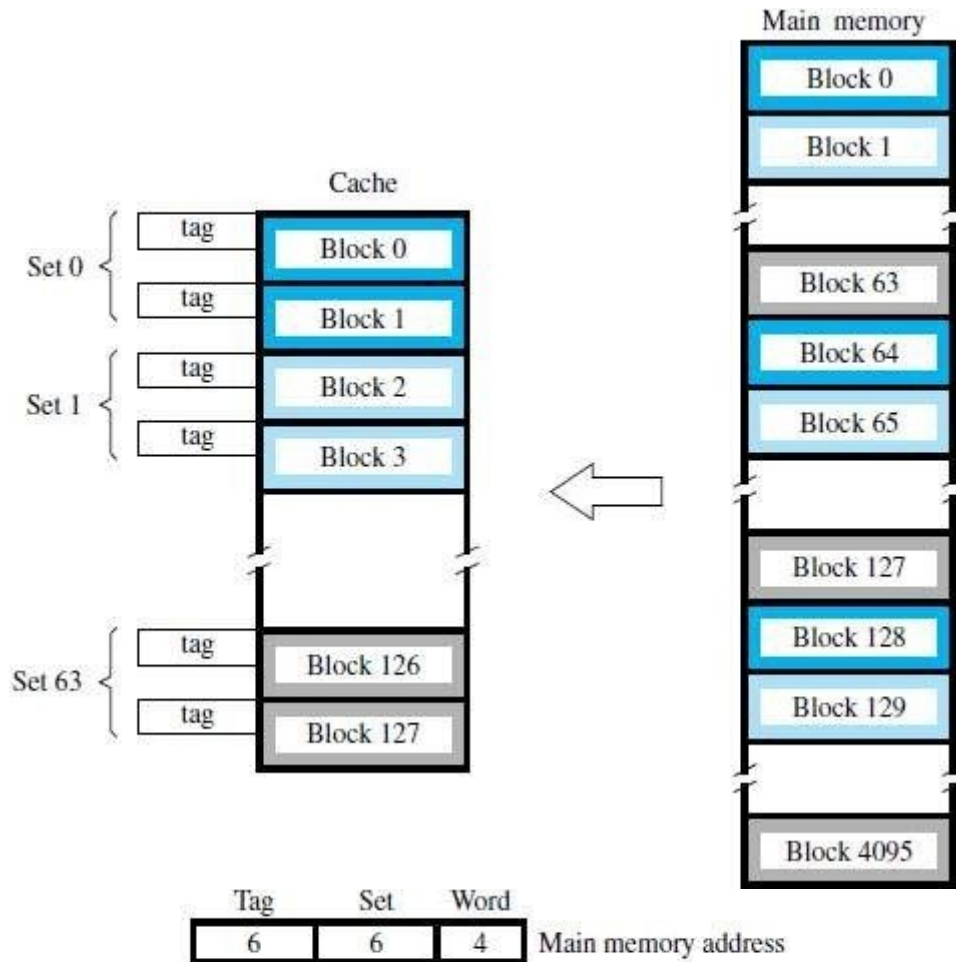 Main memory
Block 0
Block 1
Block 63
Block 64
Block 65
Block 127
Block 128
Block 129
Block 4095
Cache
Set 0
tag
Block 0
tag
Block 1
Set 1
tag
Block 2
tag
Block 3
Set 63
tag
Block 126
tag
Block 127
Tag Set Word
6 6 4 Main memory address